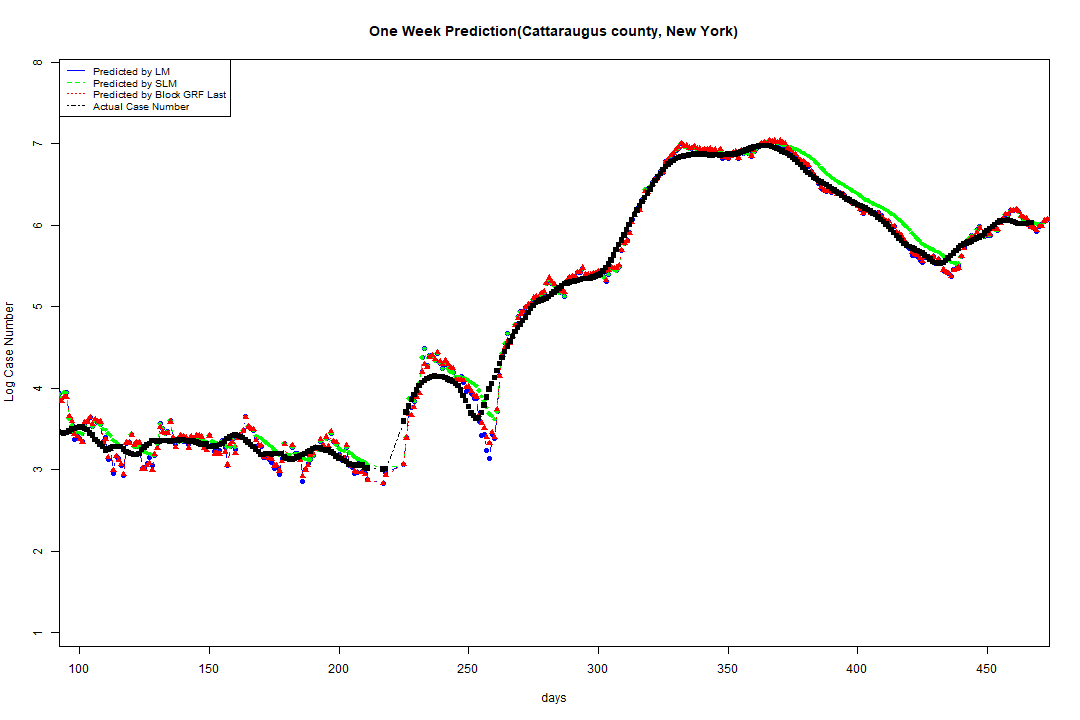 One Week Prediction(Cattaraugus county, New York)
Predicted by LM
Predicted by SLM
Predicted by Block GRF Last
Actual Case Number
Log Case Number
8
7
6
5
4
3
2
1
100 150 200 250 300 350 400 450
days